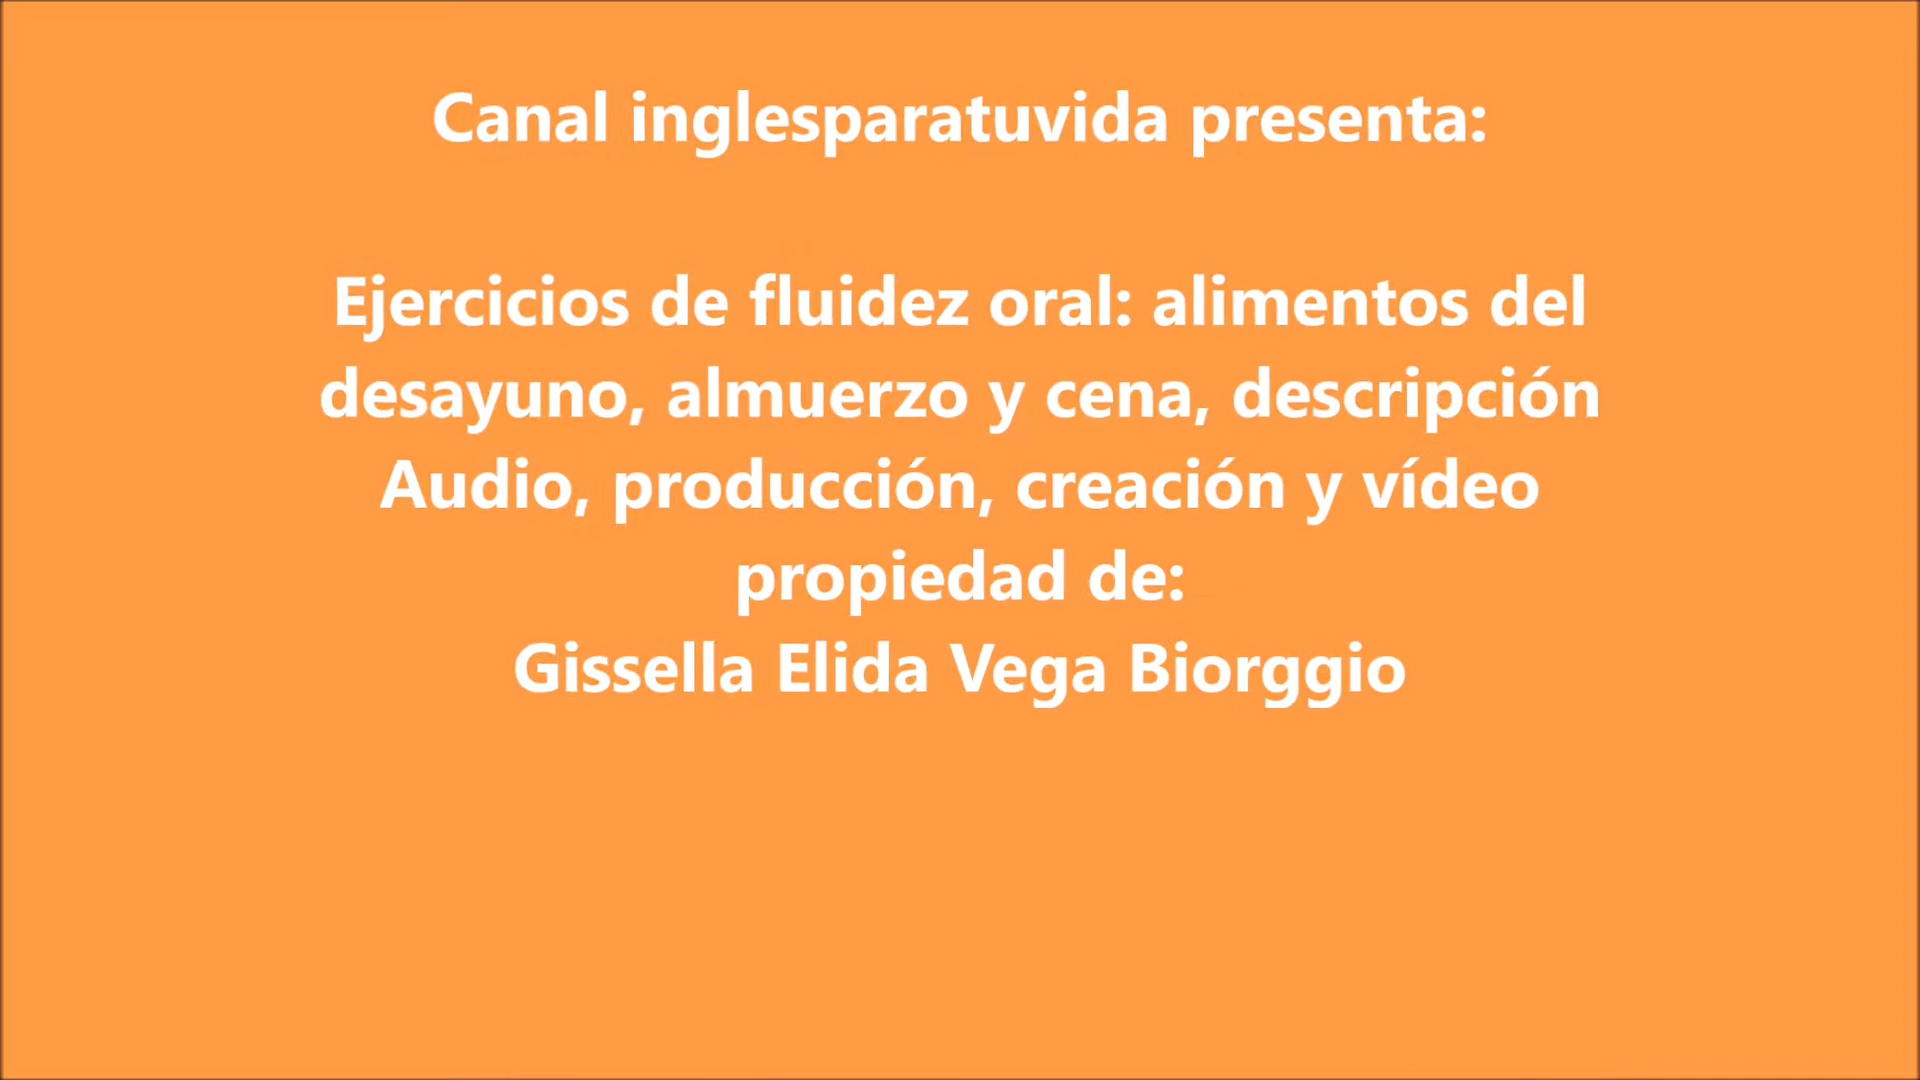 Canal inglesparatuvida presenta:
Ejercicios de fluidez oral: alimentos del
desayuno, almuerzo y cena, descripción
Audio, producción, creación y vídeo
propiedad de:
Gissella Elida Vega Biorggio